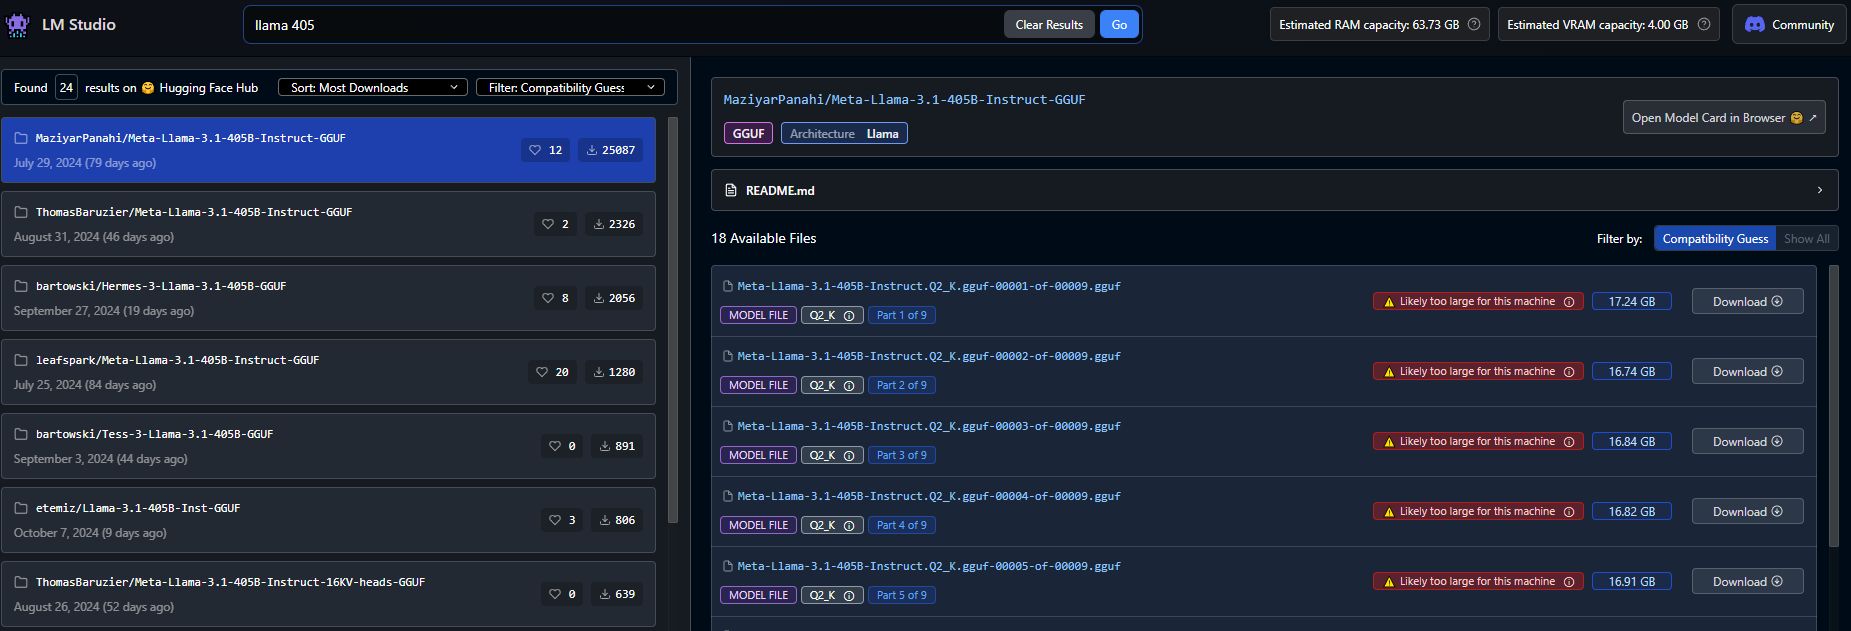 LM Studio
llama 405
Clear Results
Go
Estimated RAM capacity: 63.73 GB
Estimated VRAM capacity: 4.00 GB
Community
Found 24 results on 🤗 Hugging Face Hub
Sort: Most Downloads
Filter: Compatibility Guess
MaziyarPanahi/Meta-Llama-3.1-405B-Instruct-GGUF
July 29, 2024 (79 days ago)
12
25087
ThomasBaruzier/Meta-Llama-3.1-405B-Instruct-GGUF
August 31, 2024 (46 days ago)
2
2326
bartowski/Hermes-3-Llama-3.1-405B-GGUF
September 27, 2024 (19 days ago)
8
2056
leafspark/Meta-Llama-3.1-405B-Instruct-GGUF
July 25, 2024 (84 days ago)
20
1280
bartowski/Tess-3-Llama-3.1-405B-GGUF
September 3, 2024 (44 days ago)
0
891
etemiz/Llama-3.1-405B-Inst-GGUF
October 7, 2024 (9 days ago)
3
806
ThomasBaruzier/Meta-Llama-3.1-405B-Instruct-16KV-heads-GGUF
August 26, 2024 (52 days ago)
0
639
MaziyarPanahi/Meta-Llama-3.1-405B-Instruct-GGUF
GGUF
Architecture Llama
Open Model Card in Browser 🤗 ↗
README.md
18 Available Files
Filter by:
Compatibility Guess
Show All
Meta-Llama-3.1-405B-Instruct.Q2_K.gguf-00001-of-00009.gguf
MODEL FILE
Q2_K
Part 1 of 9
Likely too large for this machine
17.24 GB
Download
Meta-Llama-3.1-405B-Instruct.Q2_K.gguf-00002-of-00009.gguf
MODEL FILE
Q2_K
Part 2 of 9
Likely too large for this machine
16.74 GB
Download
Meta-Llama-3.1-405B-Instruct.Q2_K.gguf-00003-of-00009.gguf
MODEL FILE
Q2_K
Part 3 of 9
Likely too large for this machine
16.84 GB
Download
Meta-Llama-3.1-405B-Instruct.Q2_K.gguf-00004-of-00009.gguf
MODEL FILE
Q2_K
Part 4 of 9
Likely too large for this machine
16.82 GB
Download
Meta-Llama-3.1-405B-Instruct.Q2_K.gguf-00005-of-00009.gguf
MODEL FILE
Q2_K
Part 5 of 9
Likely too large for this machine
16.91 GB
Download